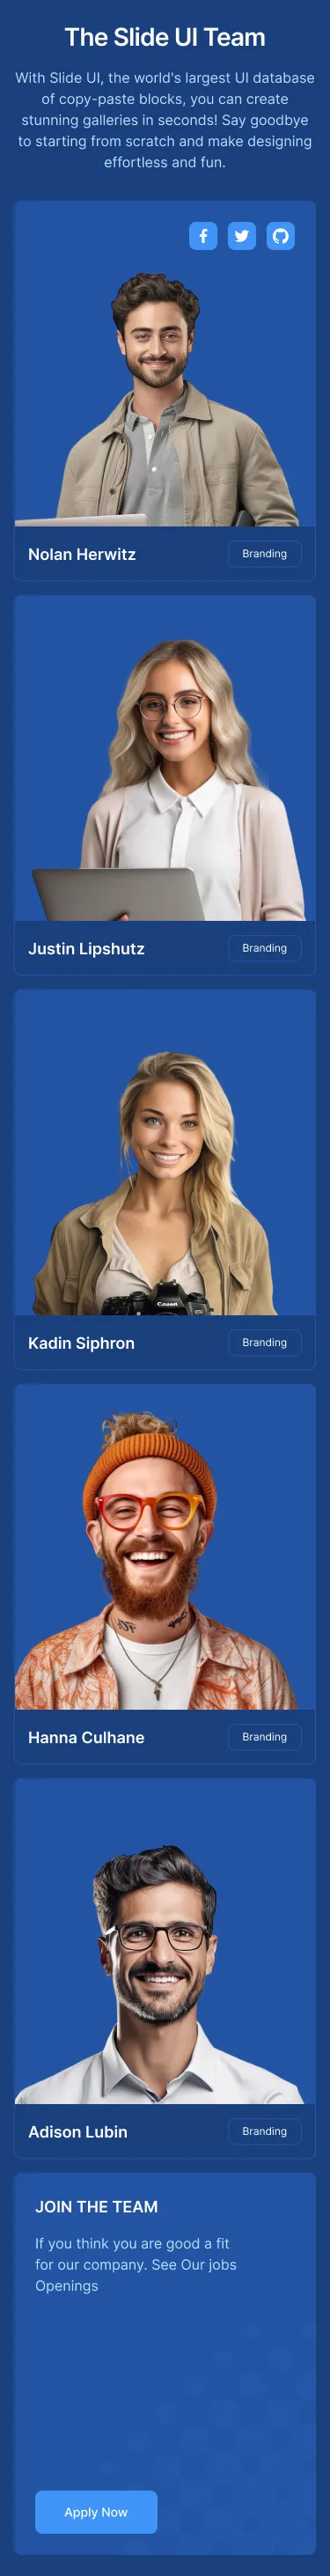 The Slide UI Team
With Slide UI, the world's largest UI database
of copy-paste blocks, you can create
stunning galleries in seconds! Say goodbye
to starting from scratch and make designing
effortless and fun.
Nolan Herwitz
Branding
Justin Lipshutz
Branding
Canon
Kadin Siphron
Branding
Hanna Culhane
Branding
Adison Lubin
Branding
JOIN THE TEAM
If you think you are good a fit
for our company. See Our jobs
Openings
Apply Now